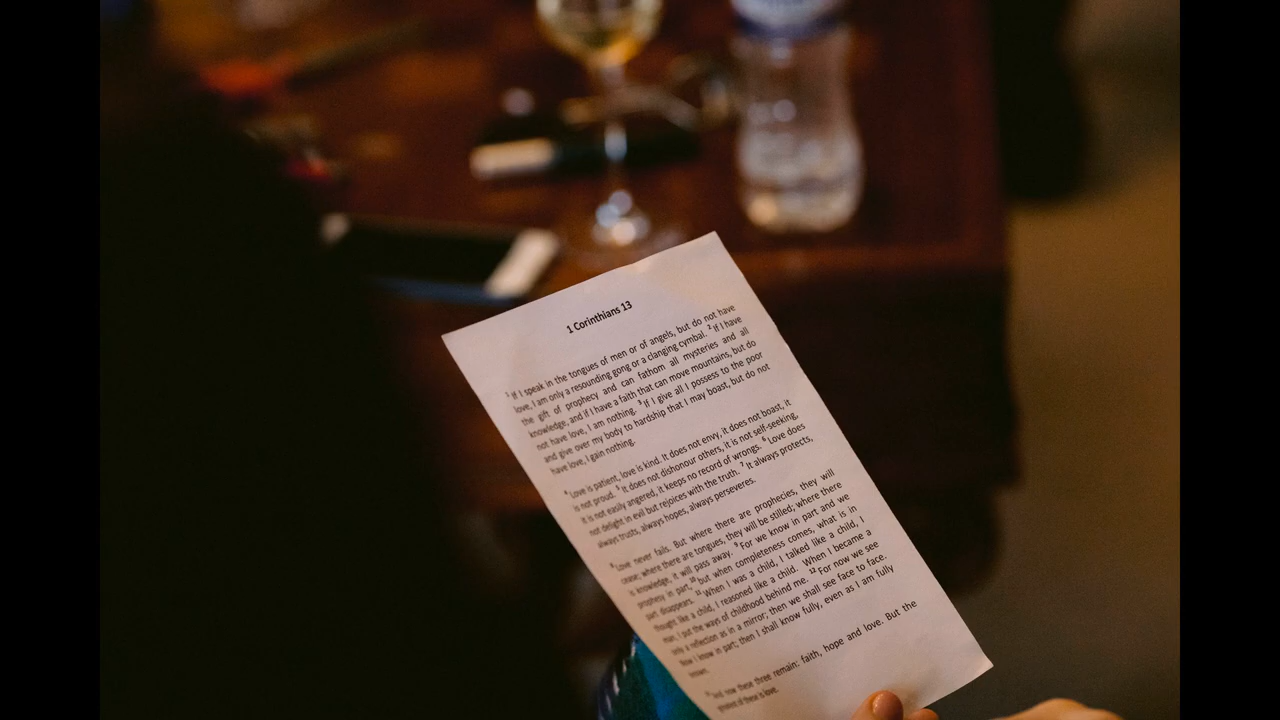 1 Corinthians 13
1 If I speak in the tongues of men or of angels, but do not have
love, I am only a resounding gong or a clanging cymbal. 2 If I have
the gift of prophecy and can fathom all mysteries and all
knowledge, and if I have a faith that can move mountains, but do
not have love, I am nothing. 3 If I give all I possess to the poor
and give over my body to hardship that I may boast, but do not
have love, I gain nothing.
4 Love is patient, love is kind. It does not envy, it does not boast, it
is not proud. 5 It does not dishonour others, it is not self-seeking,
it is not easily angered, it keeps no record of wrongs. 6 Love does
not delight in evil but rejoices with the truth. 7 It always protects,
always trusts, always hopes, always perseveres.
8 Love never fails. But where there are prophecies, they will
cease; where there are tongues, they will be stilled; where there
is knowledge, it will pass away. 9 For we know in part and we
prophecy in part, 10 but when completeness comes, what is in
part disappears. 11 When I was a child, I talked like a child, I
thought like a child, I reasoned like a child. When I became a
man, I put the ways of childhood behind me. 12 For now we see
only a reflection as in a mirror; then we shall see face to face.
Now I know in part; then I shall know fully, even as I am fully
known.
13 And now these three remain: faith, hope and love. But the
greatest of these is love.